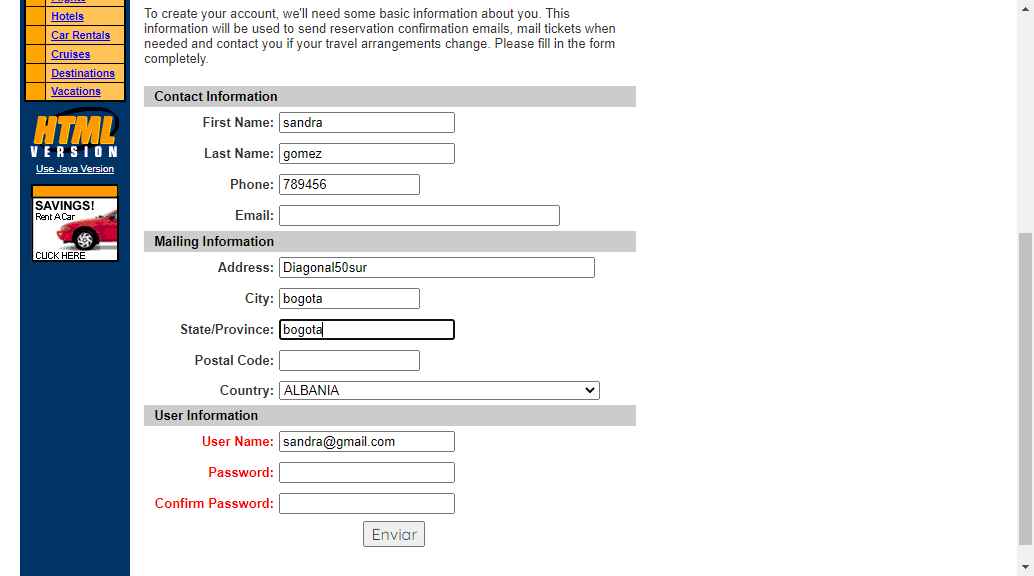 Flights
Hotels
Car Rentals
Cruises
Destinations
Vacations
HTML
VERSION
Use Java Version
SAVINGS!
Rent A Car
CLICK HERE
To create your account, we'll need some basic information about you. This
information will be used to send reservation confirmation emails, mail tickets when
needed and contact you if your travel arrangements change. Please fill in the form
completely.
Contact Information
First Name: sandra
Last Name: gomez
Phone: 789456
Email:
Mailing Information
Address: Diagonal50sur
City: bogota
State/Province: bogota
Postal Code:
Country: ALBANIA
User Information
User Name: sandra@gmail.com
Password:
Confirm Password:
Enviar